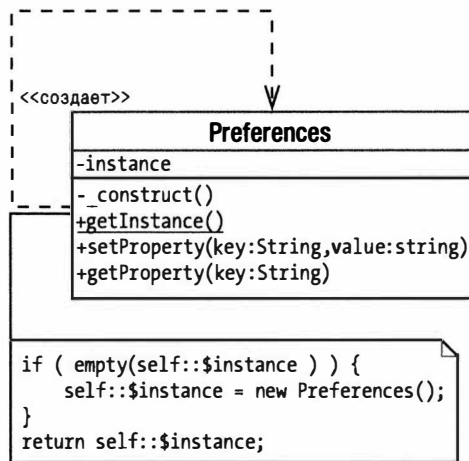 <<создает>>
Preferences
-instance
-_construct()
+getInstance()
+setProperty(key:String,value:string)
+getProperty(key:String)
if ( empty(self::$instance ) ) {
    self::$instance = new Preferences();
}
return self::$instance;